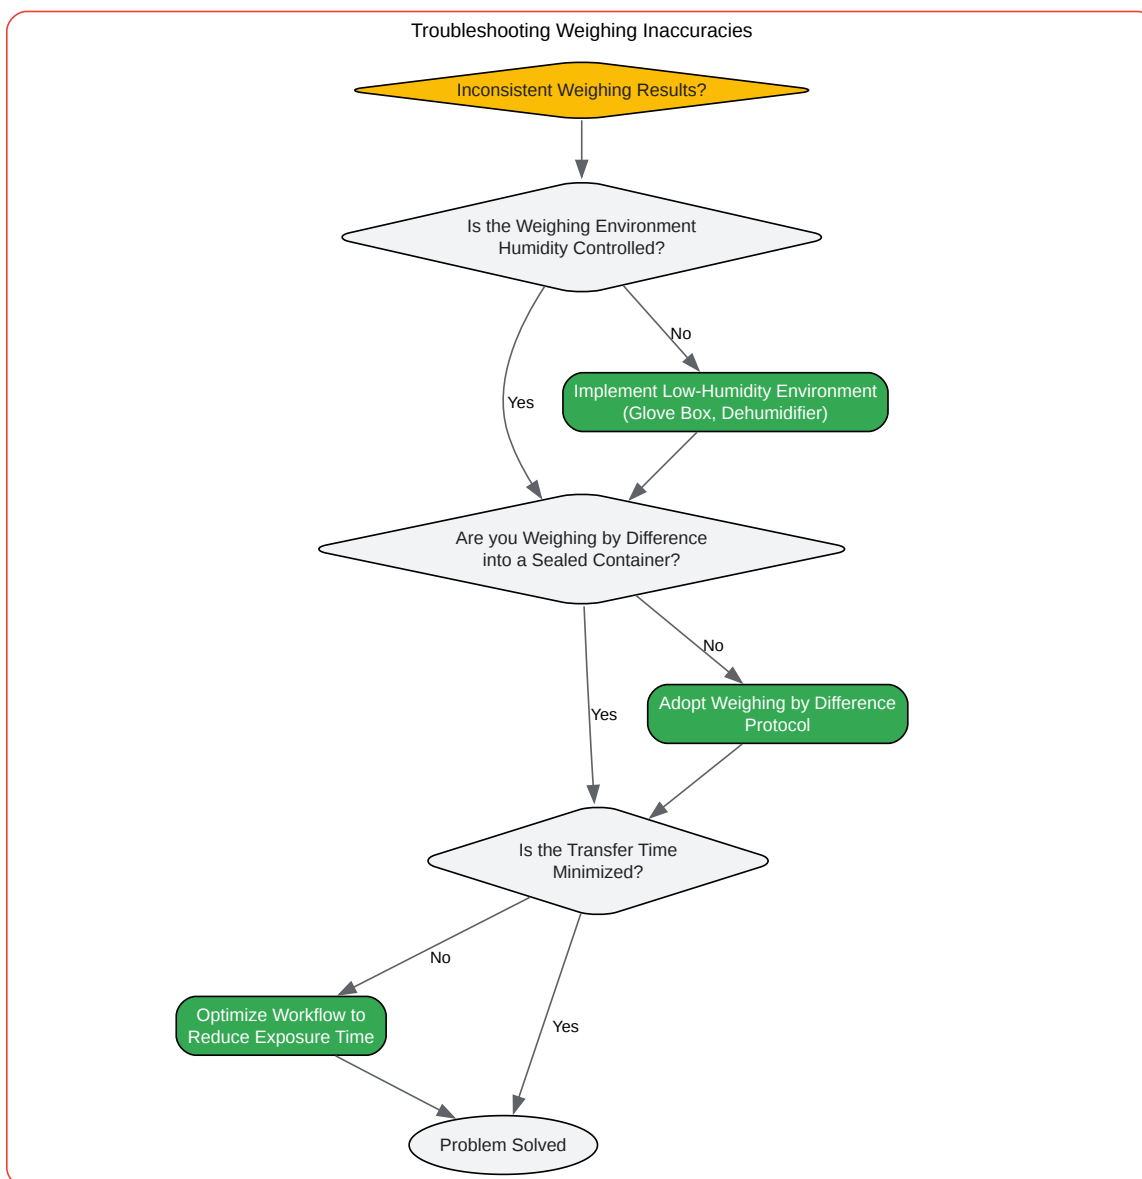 Troubleshooting Weighing Inaccuracies
Inconsistent Weighing Results?
Is the Weighing Environment
Humidity Controlled?
No
Implement Low-Humidity Environment
(Glove Box, Dehumidifier)
Yes
Are you Weighing by Difference
into a Sealed Container?
No
Adopt Weighing by Difference
Protocol
Yes
Is the Transfer Time
Minimized?
No
Optimize Workflow to
Reduce Exposure Time
Yes
Problem Solved